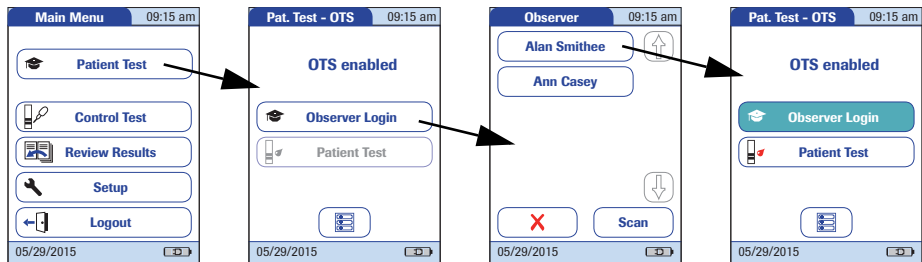 Main Menu 09:15 am
Patient Test
Control Test
Review Results
Setup
Logout
05/29/2015
Pat. Test - OTS 09:15 am
OTS enabled
Observer Login
Patient Test
05/29/2015
Observer 09:15 am
Alan Smithee
Ann Casey
Scan
05/29/2015
Pat. Test - OTS 09:15 am
OTS enabled
Observer Login
Patient Test
05/29/2015